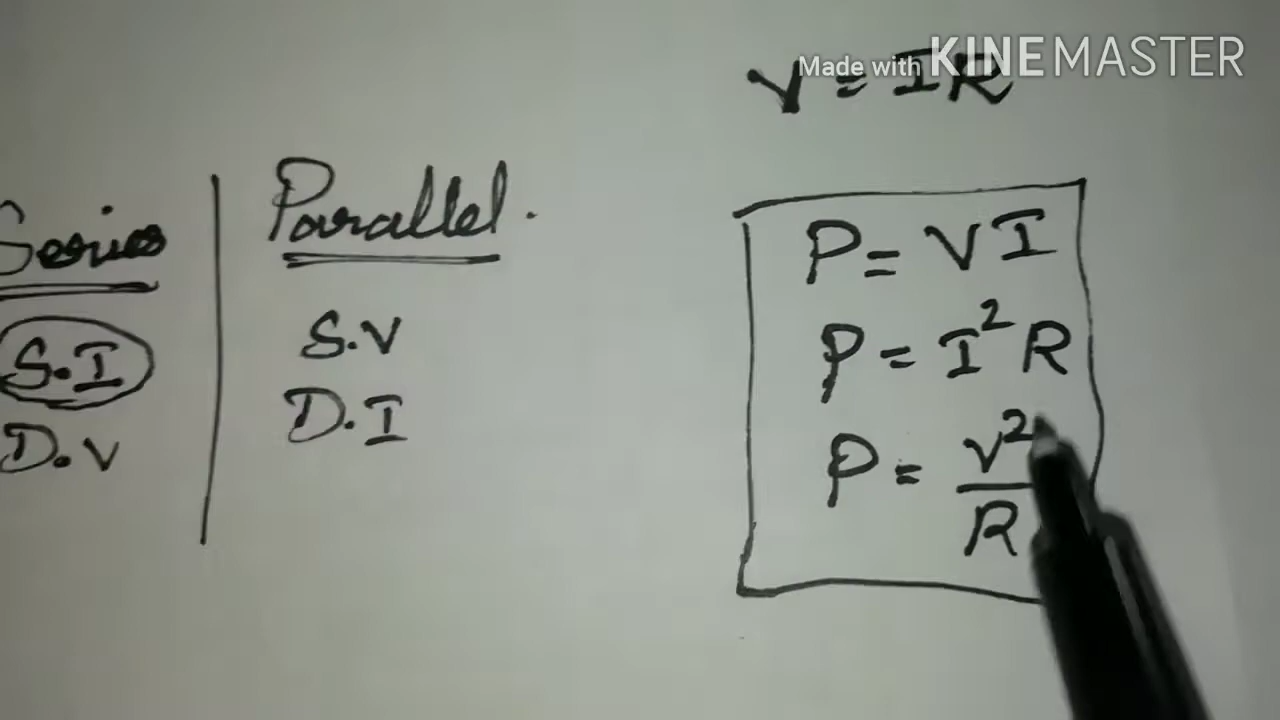 Made with KINEMASTER
V = IR
Series
S.I
D.V
Parallel.
S.V
D.I
P = VI
P = I²R
P = V²/R